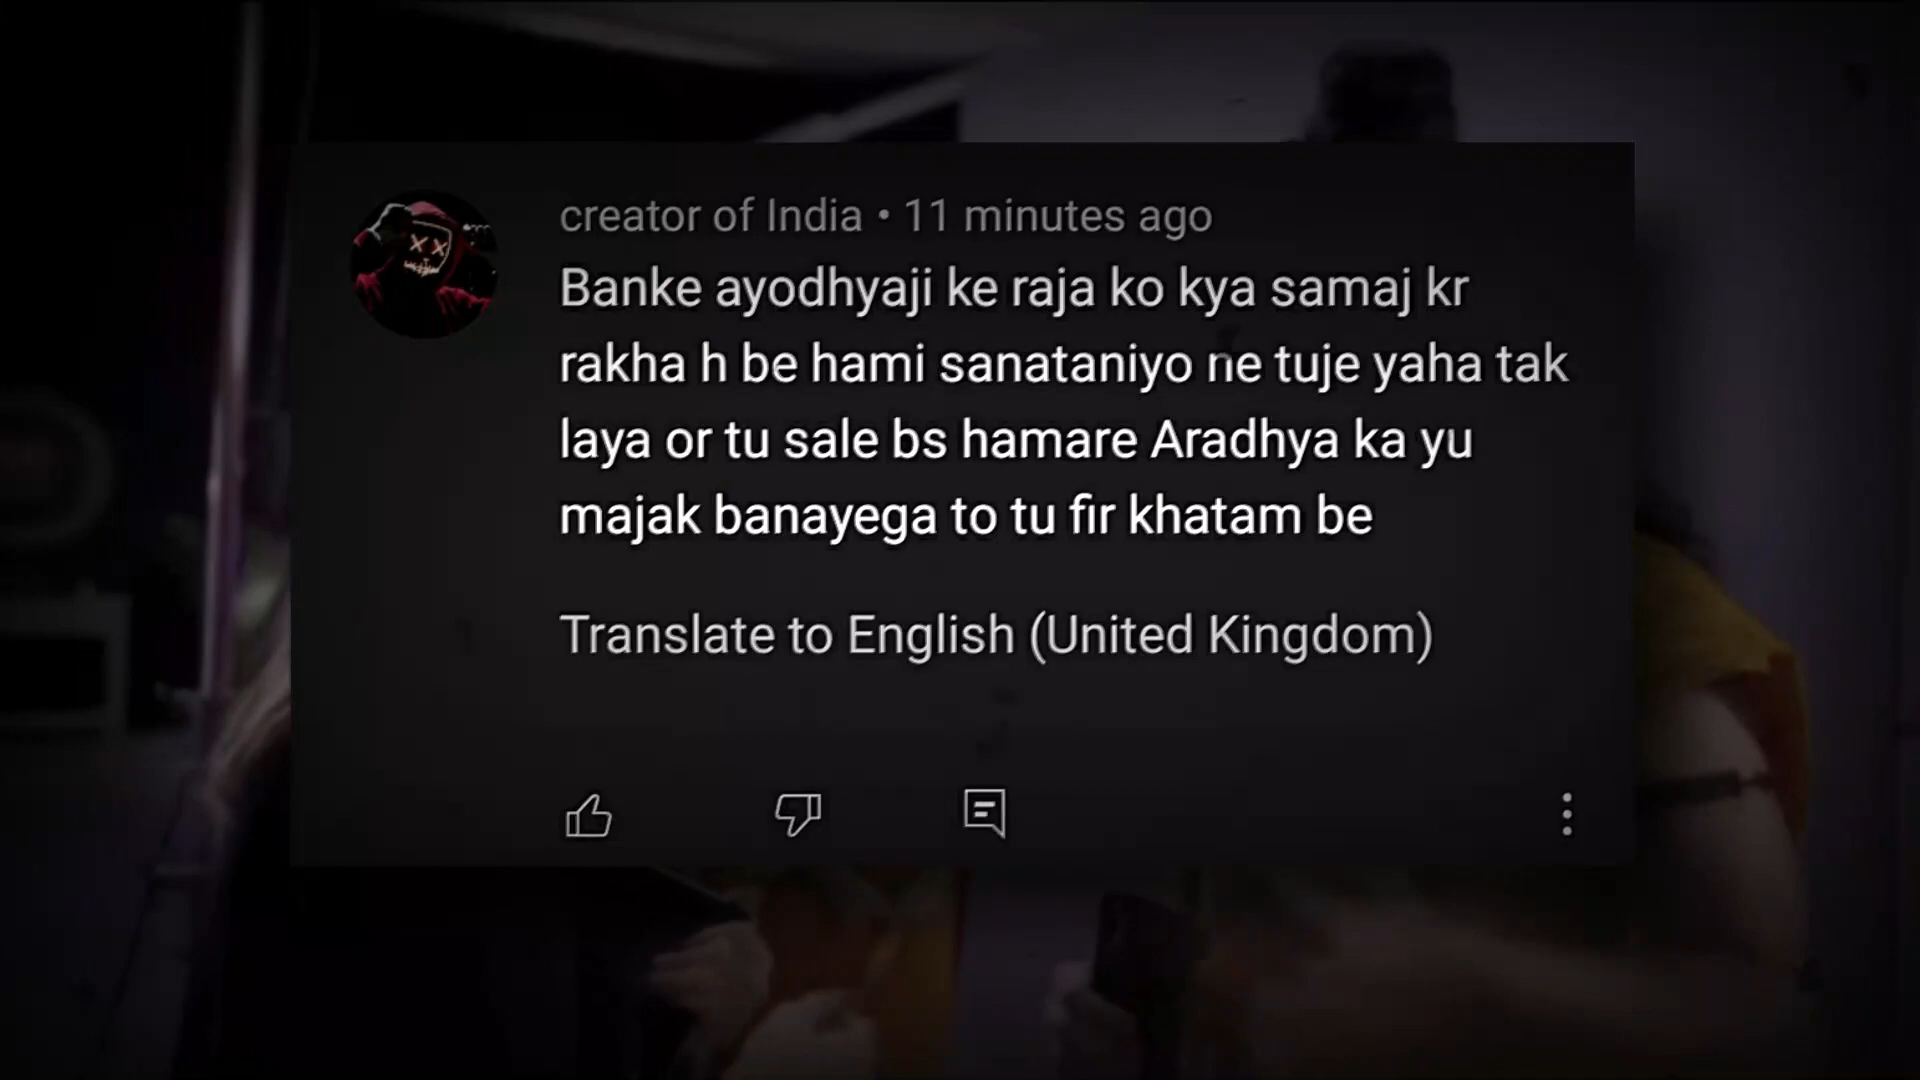 creator of India • 11 minutes ago
Banke ayodhyaji ke raja ko kya samaj kr
rakha h be hami sanataniyo ne tuje yaha tak
laya or tu sale bs hamare Aradhya ka yu
majak banayega to tu fir khatam be
Translate to English (United Kingdom)